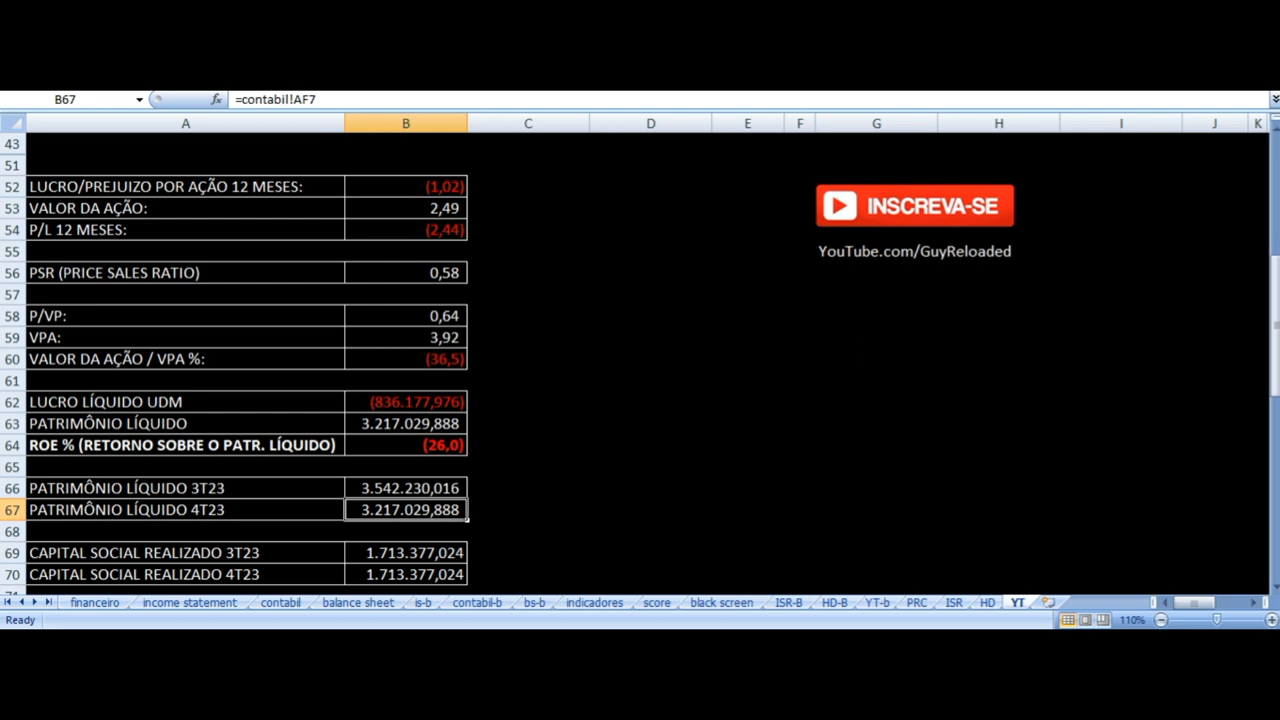 B67 fx =contabil!AF7
A B C D E F G H I J K
43
51
52 LUCRO/PREJUIZO POR AÇÃO 12 MESES: (1,02)
53 VALOR DA AÇÃO: 2,49
54 P/L 12 MESES: (2,44)
55
56 PSR (PRICE SALES RATIO) 0,58
57
58 P/VP: 0,64
59 VPA: 3,92
60 VALOR DA AÇÃO / VPA %: (36,5)
61
62 LUCRO LÍQUIDO UDM (836.177,976)
63 PATRIMÔNIO LÍQUIDO 3.217.029,888
64 ROE % (RETORNO SOBRE O PATR. LÍQUIDO) (26,0)
65
66 PATRIMÔNIO LÍQUIDO 3T23 3.542.230,016
67 PATRIMÔNIO LÍQUIDO 4T23 3.217.029,888
68
69 CAPITAL SOCIAL REALIZADO 3T23 1.713.377,024
70 CAPITAL SOCIAL REALIZADO 4T23 1.713.377,024
INSCREVA-SE
YouTube.com/GuyReloaded
financeiro income statement contabil balance sheet is-b contabil-b bs-b indicadores score black screen ISR-B HD-B YT-b PRC ISR HD YT
Ready 110%